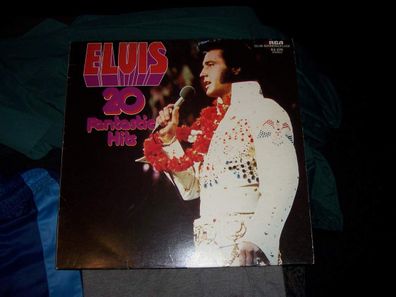 ELVIS
20
Fantastic
Hits
RCA